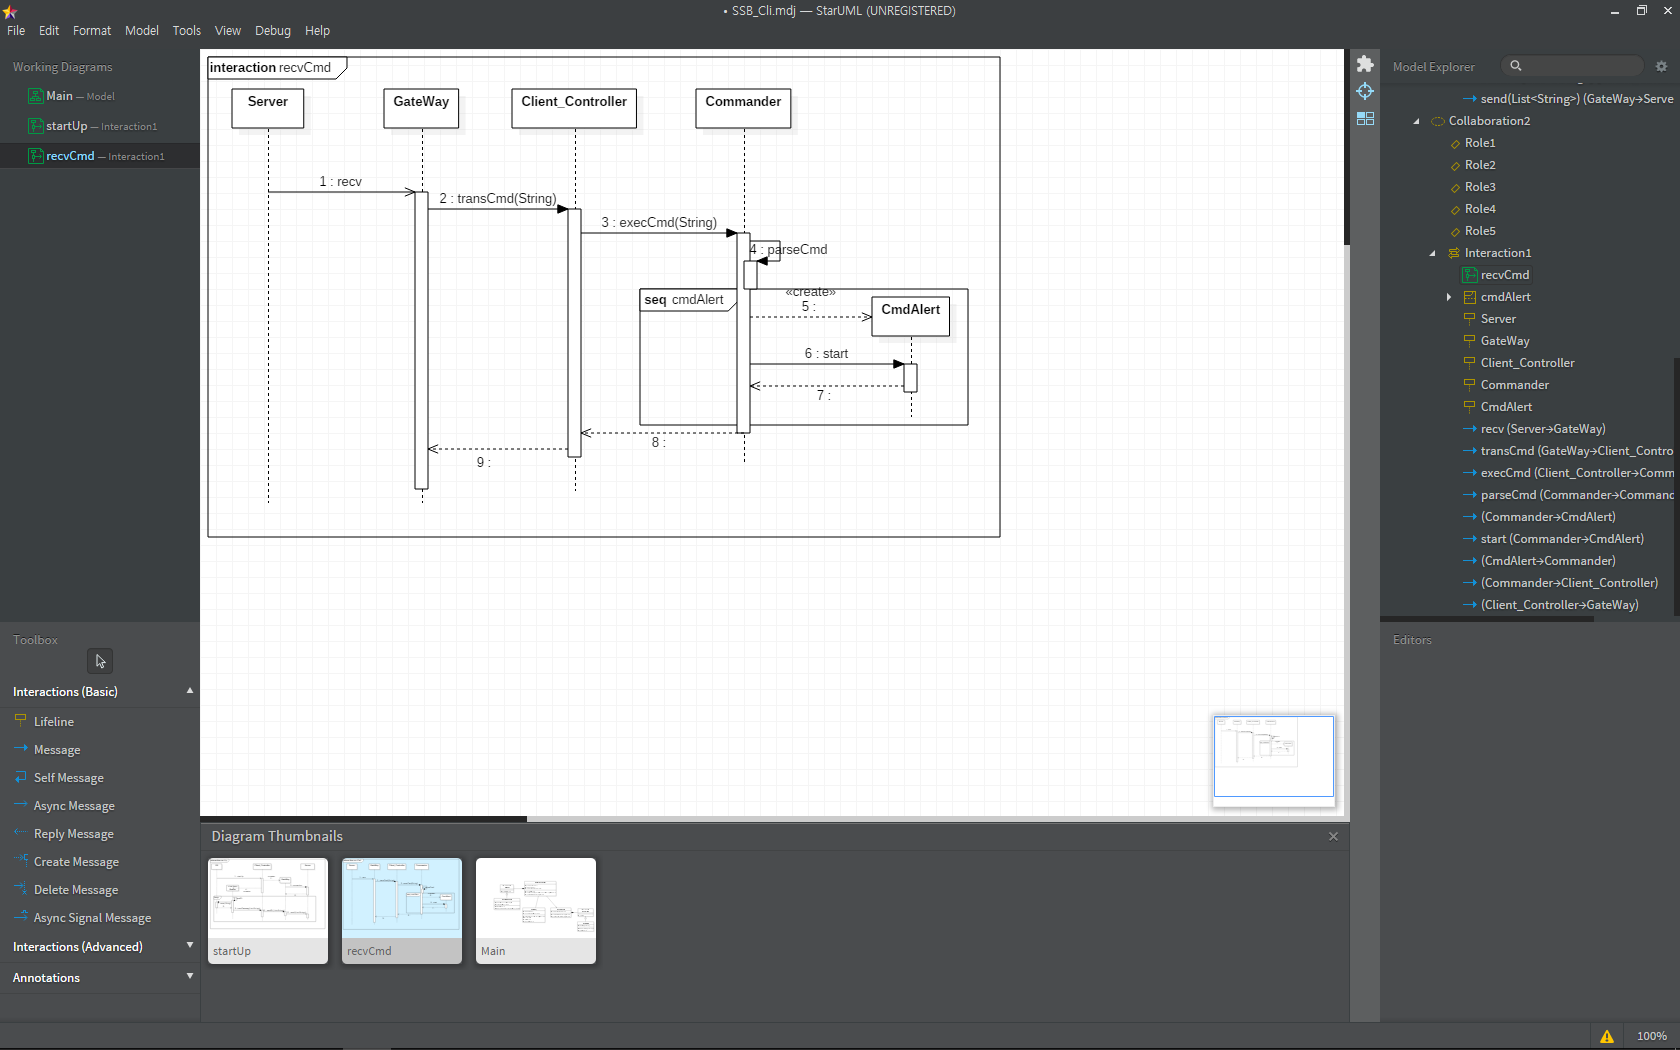 • SSB_Cli.mdj — StarUML (UNREGISTERED)
File Edit Format Model Tools View Debug Help
Working Diagrams
Main — Model
startUp — Interaction1
recvCmd — Interaction1
Toolbox
Interactions (Basic)
Lifeline
Message
Self Message
Async Message
Reply Message
Create Message
Delete Message
Async Signal Message
Interactions (Advanced)
Annotations
interaction recvCmd
Server GateWay Client_Controller Commander
1 : recv
2 : transCmd(String)
3 : execCmd(String)
4 : parseCmd
seq cmdAlert
«create»
5 :
CmdAlert
6 : start
7 :
8 :
9 :
Diagram Thumbnails
startUp recvCmd Main
Model Explorer
send(List<String>) (GateWay→Serve
Collaboration2
Role1
Role2
Role3
Role4
Role5
Interaction1
recvCmd
cmdAlert
Server
GateWay
Client_Controller
Commander
CmdAlert
recv (Server→GateWay)
transCmd (GateWay→Client_Contro
execCmd (Client_Controller→Comm
parseCmd (Commander→Command
(Commander→CmdAlert)
start (Commander→CmdAlert)
(CmdAlert→Commander)
(Commander→Client_Controller)
(Client_Controller→GateWay)
Editors
100%